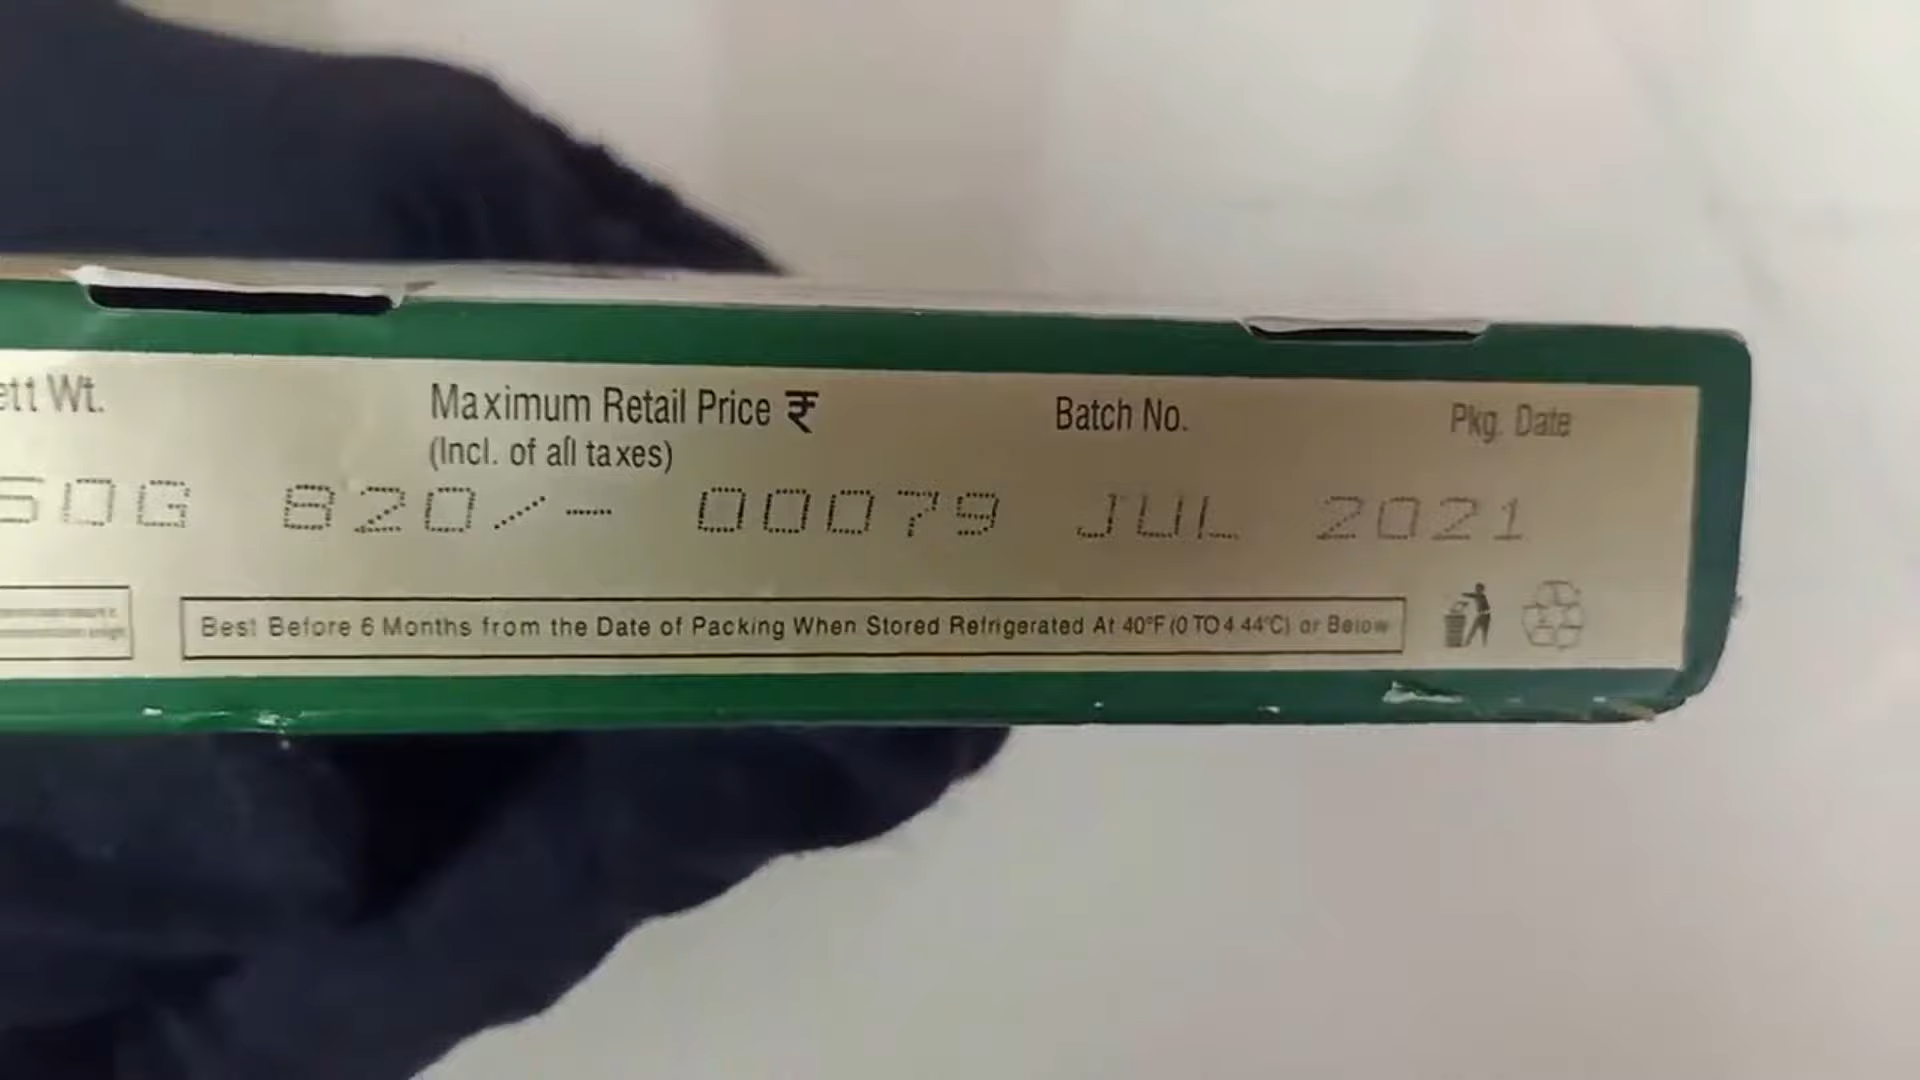 ett Wt. Maximum Retail Price ₹ Batch No. Pkg. Date
(Incl. of all taxes)
50G 820/- 00079 JUL 2021
Best Before 6 Months from the Date of Packing When Stored Refrigerated At 40°F (0 TO 4.44°C) or Below